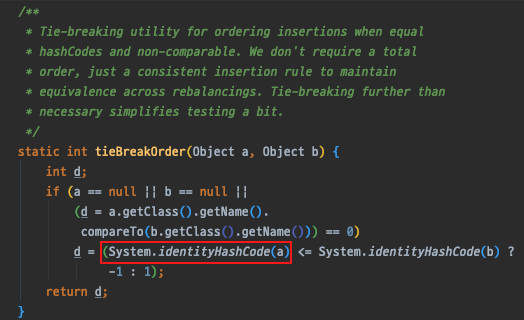 /**
 * Tie-breaking utility for ordering insertions when equal
 * hashCodes and non-comparable. We don't require a total
 * order, just a consistent insertion rule to maintain
 * equivalence across rebalancings. Tie-breaking further than
 * necessary simplifies testing a bit.
 */
static int tieBreakOrder(Object a, Object b) {
    int d;
    if (a == null || b == null ||
        (d = a.getClass().getName().
         compareTo(b.getClass().getName())) == 0)
        d = (System.identityHashCode(a) <= System.identityHashCode(b) ?
             -1 : 1);
    return d;
}